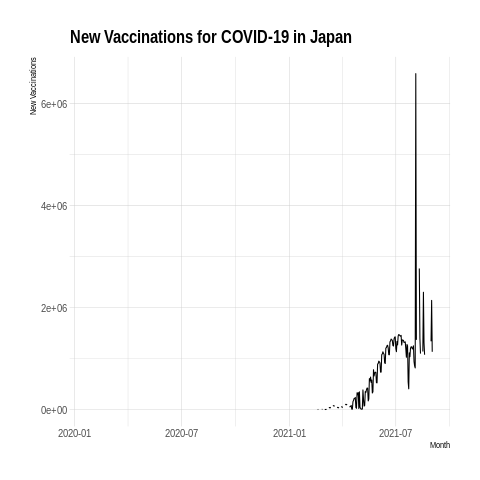 New Vaccinations for COVID-19 in Japan
New Vaccinations
6e+06
4e+06
2e+06
0e+00
2020-01
2020-07
2021-01
2021-07
Month